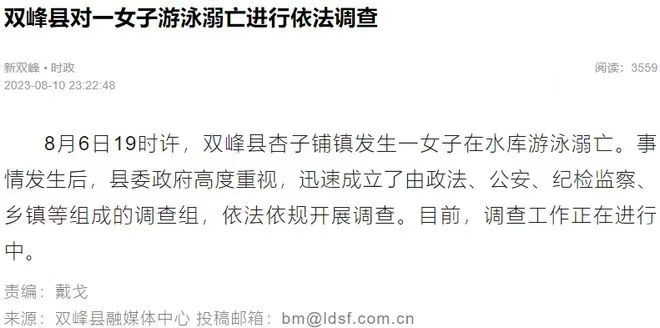 双峰县对一女子游泳溺亡进行依法调查
新双峰·时政 阅读：3559
2023-08-10 23:22:48
8月6日19时许，双峰县杏子铺镇发生一女子在水库游泳溺亡。事
情发生后，县委政府高度重视，迅速成立了由政法、公安、纪检监察、
乡镇等组成的调查组，依法依规开展调查。目前，调查工作正在进行
中。
责编：戴戈
来源：双峰县融媒体中心 投稿邮箱：bm@ldsf.com.cn